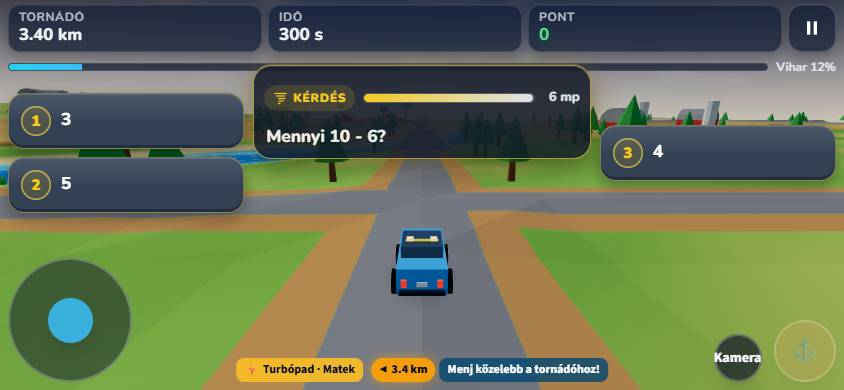 TORNÁDÓ
3.40 km
IDŐ
300 s
PONT
0
Vihar 12%
KÉRDÉS
6 mp
Mennyi 10 - 6?
1 3
2 5
3 4
Kamera
Turbópad · Matek
◄ 3.4 km
Menj közelebb a tornádóhoz!